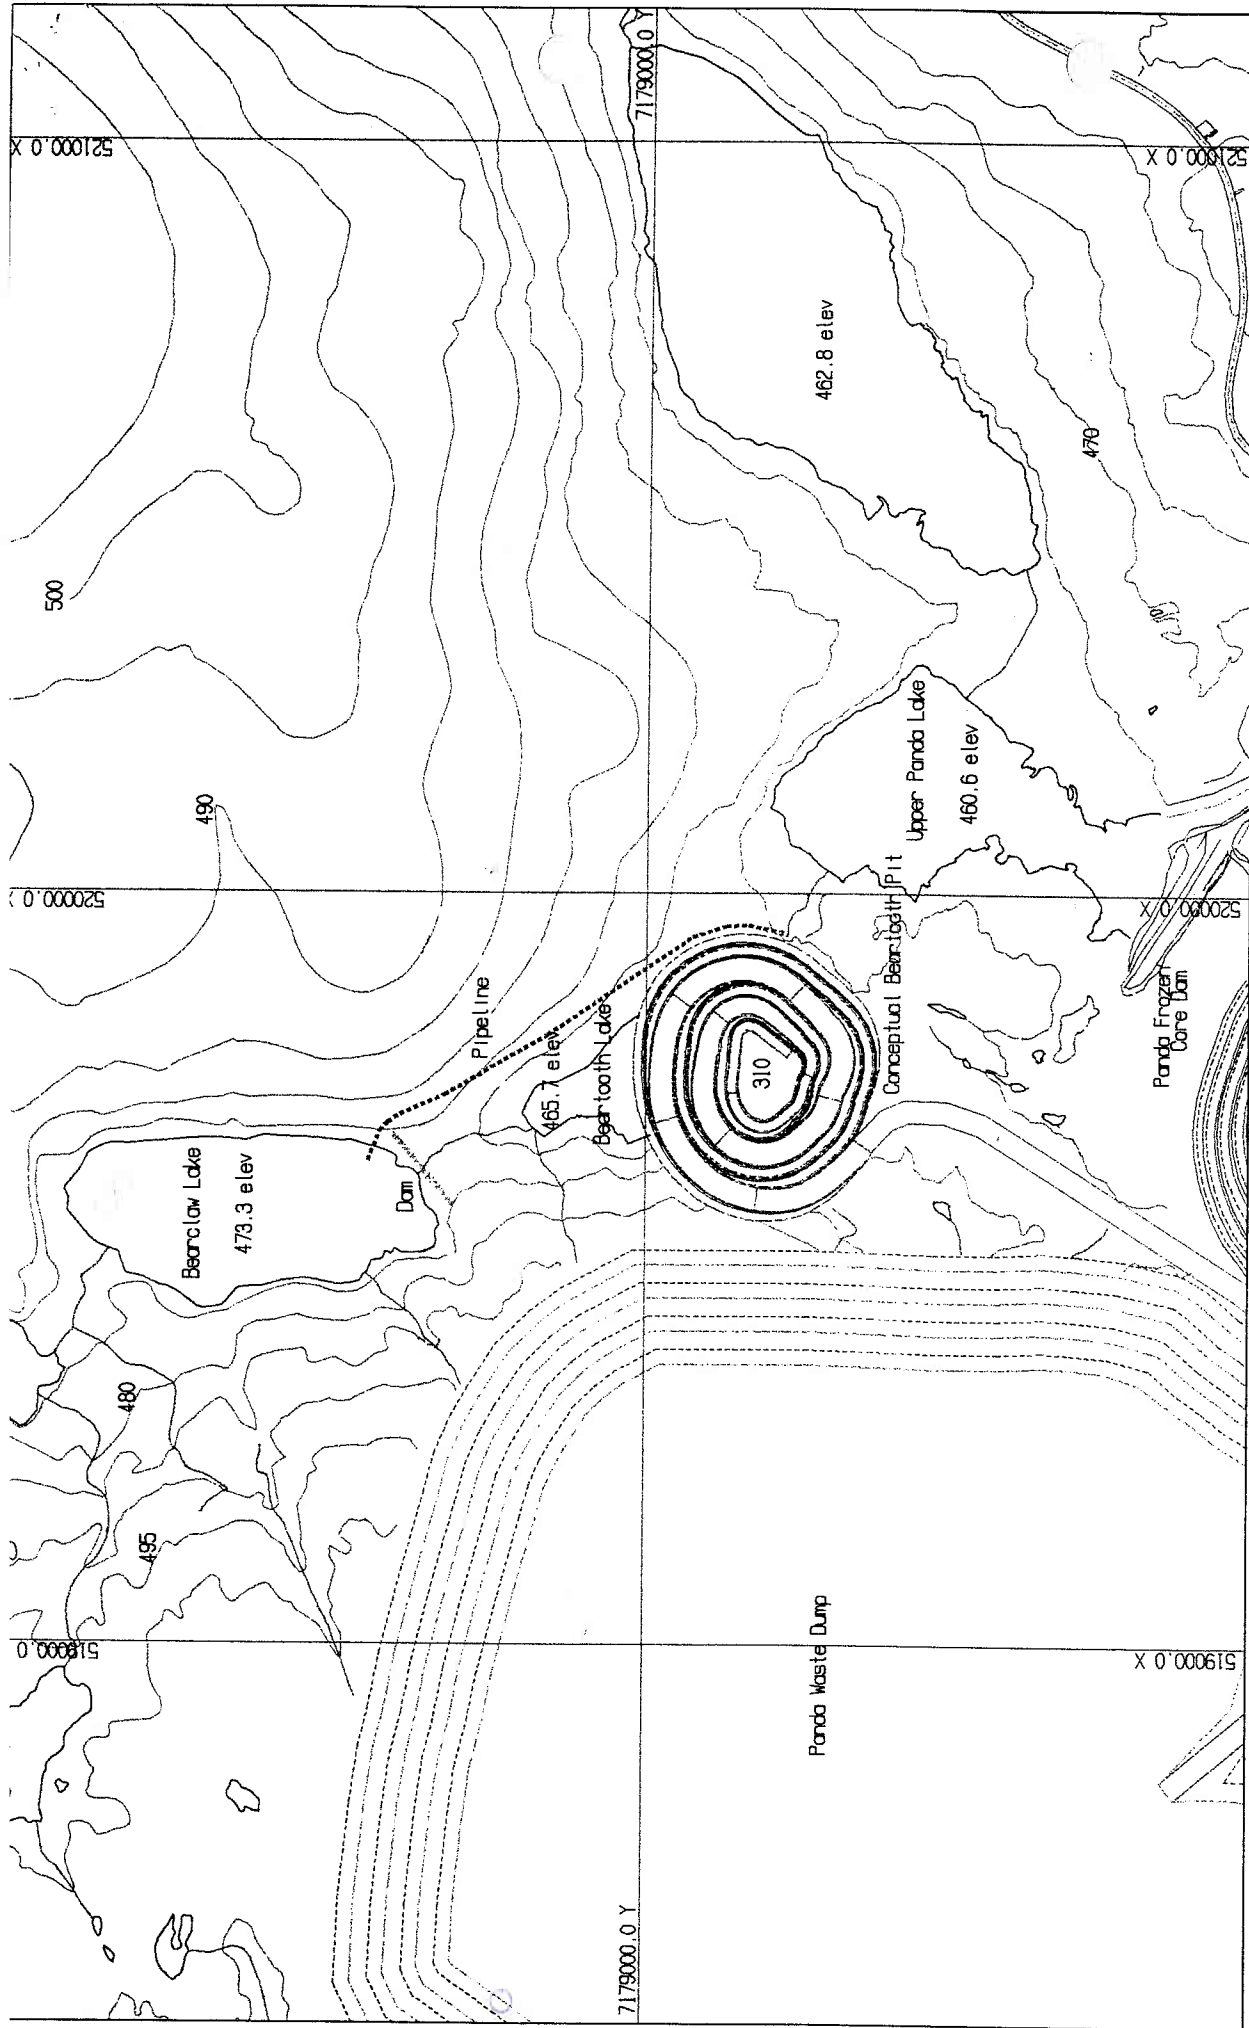 521000.0 X
7179000.0 Y
521000.0 X
462.8 elev
470
500
490
Upper Panda Lake
460.6 elev
520000.0 X
520000.0 X
Pipeline
465.7 elev
Beartooth Lake
310
Conceptual Beartooth Pit
Panda Frozen
Core Dam
Bearclaw Lake
473.3 elev
Dam
480
495
519000.0
519000.0 X
Panda Waste Dump
7179000.0 Y